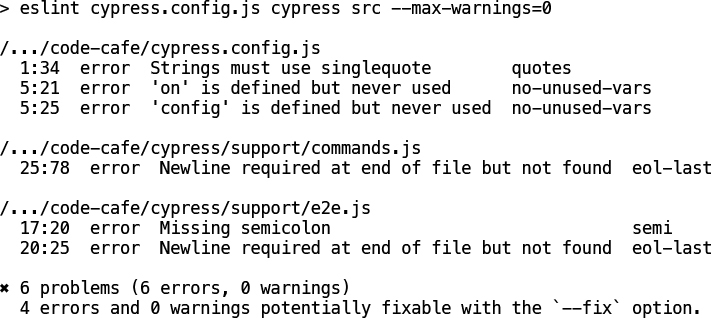 > eslint cypress.config.js cypress src --max-warnings=0
/.../code-cafe/cypress.config.js
1:34 error Strings must use singlequote quotes
5:21 error 'on' is defined but never used no-unused-vars
5:25 error 'config' is defined but never used no-unused-vars
/.../code-cafe/cypress/support/commands.js
25:78 error Newline required at end of file but not found eol-last
/.../code-cafe/cypress/support/e2e.js
17:20 error Missing semicolon semi
20:25 error Newline required at end of file but not found eol-last
✖ 6 problems (6 errors, 0 warnings)
4 errors and 0 warnings potentially fixable with the `--fix` option.